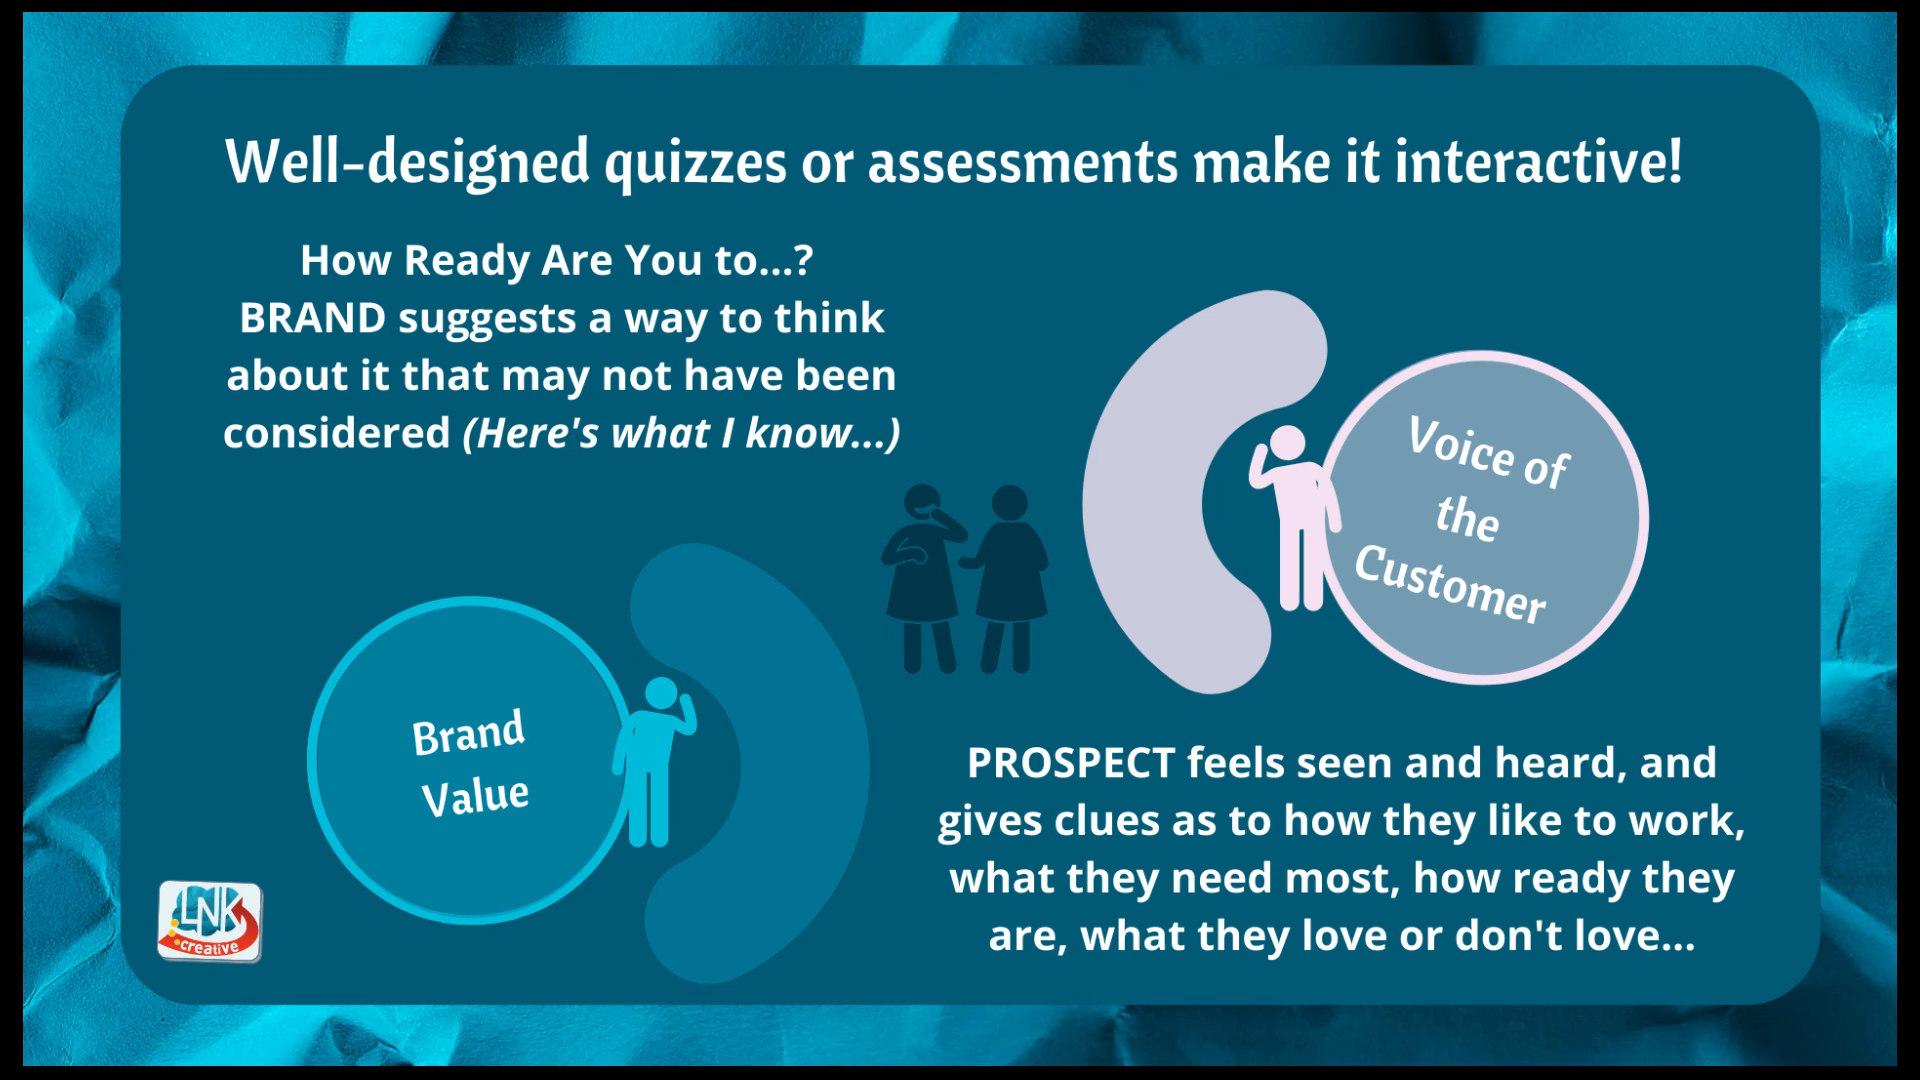 Well-designed quizzes or assessments make it interactive!
How Ready Are You to...?
BRAND suggests a way to think
about it that may not have been
considered (Here's what I know...)
Voice of
the
Customer
Brand
Value
PROSPECT feels seen and heard, and
gives clues as to how they like to work,
what they need most, how ready they
are, what they love or don't love...
LNK
creative